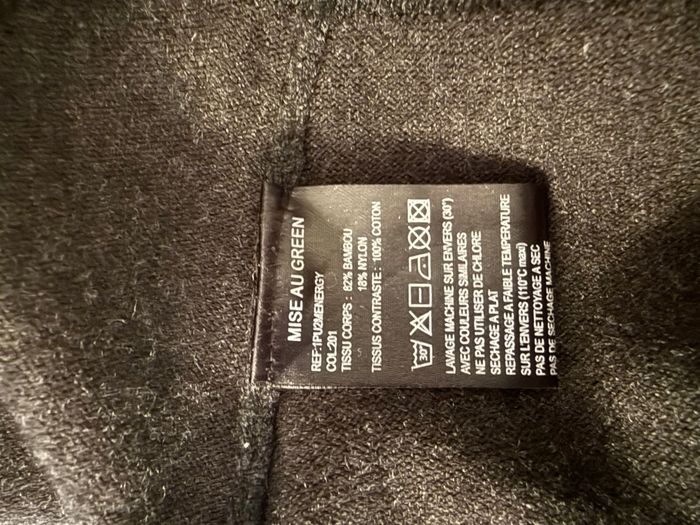 MISE AU GREEN
REF:1PU2MENERGY
COL-201
TISSU CORPS : 82% BAMBOU
18% NYLON
TISSUS CONTRASTE : 100% COTON
30°
LAVAGE MACHINE SUR ENVERS (30°)
AVEC COULEURS SIMILAIRES
NE PAS UTILISER DE CHLORE
SECHAGE A PLAT
REPASSAGE A FAIBLE TEMPERATURE
SUR L'ENVERS (110°C maxi)
PAS DE NETTOYAGE A SEC
PAS DE SECHAGE MACHINE